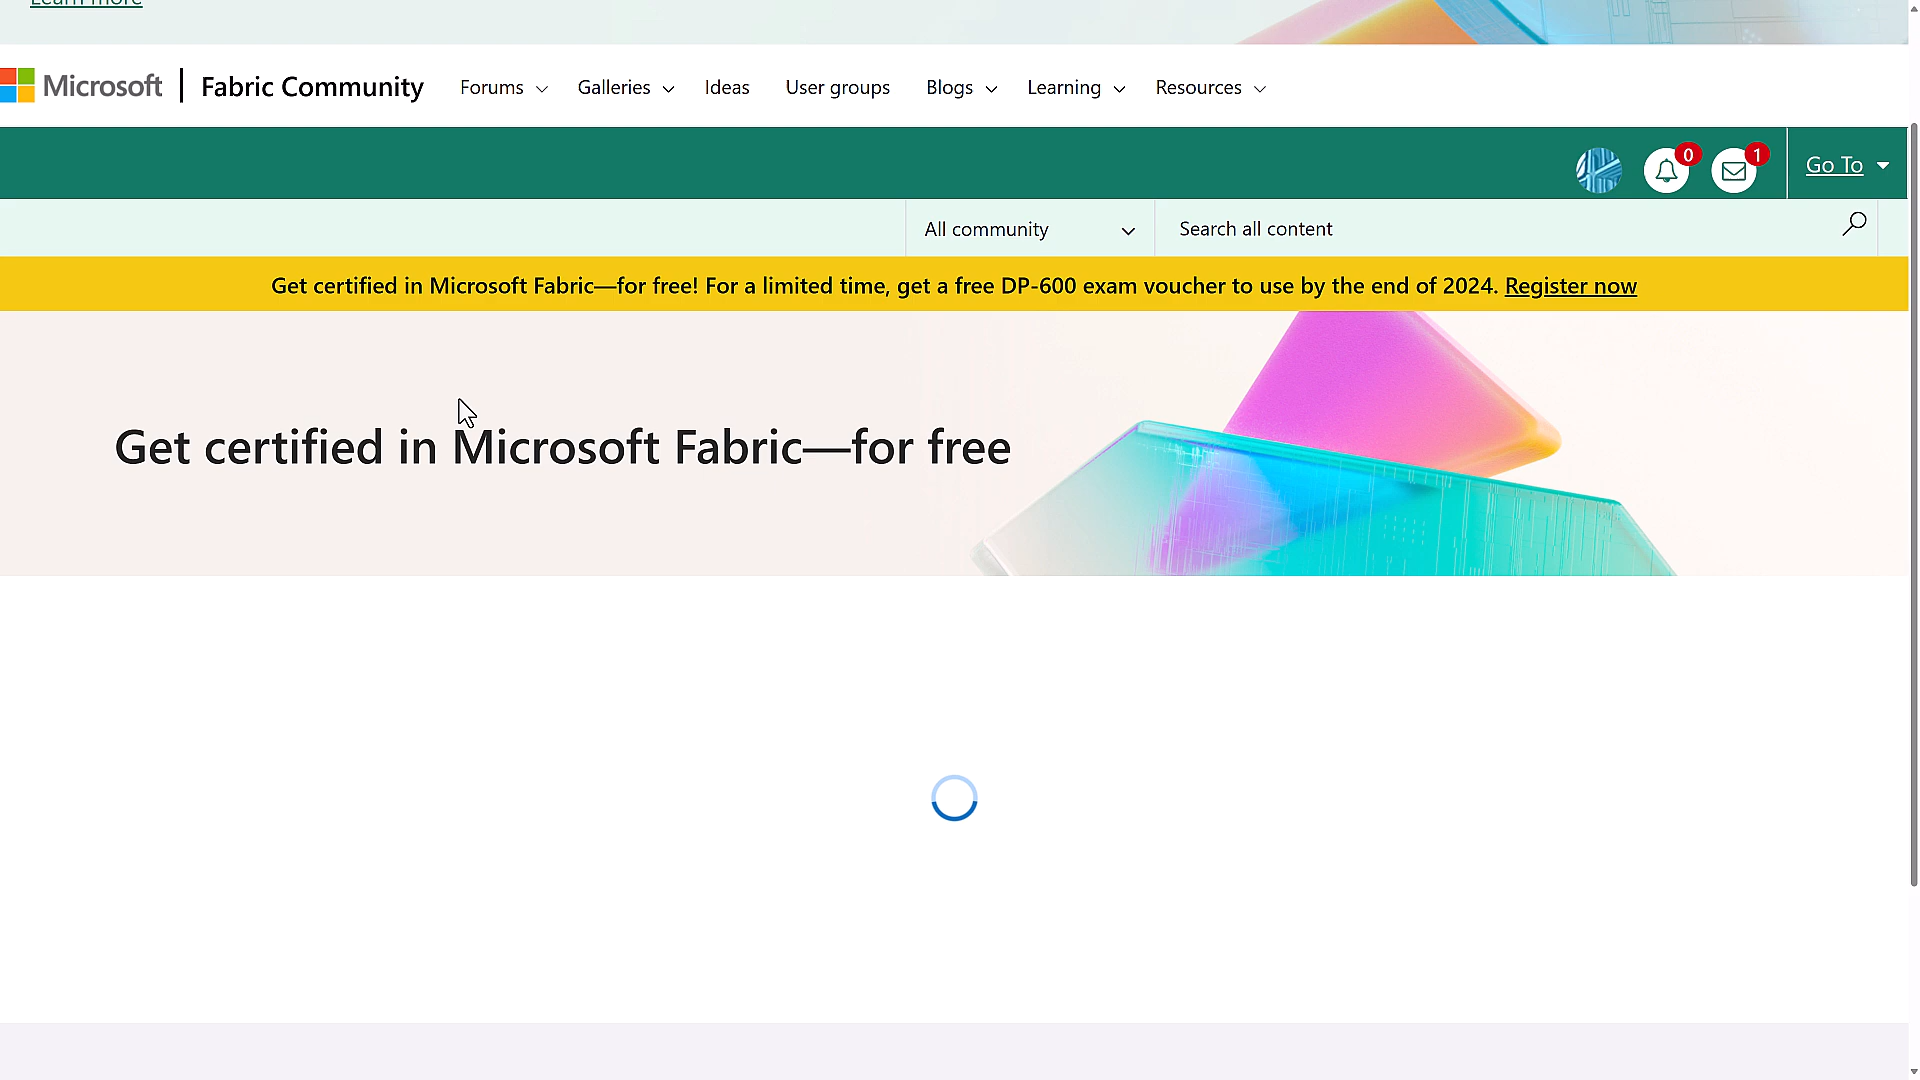 Learn more
Microsoft | Fabric Community Forums Galleries Ideas User groups Blogs Learning Resources
0 1 Go To
All community Search all content
Get certified in Microsoft Fabric—for free! For a limited time, get a free DP-600 exam voucher to use by the end of 2024. Register now
Get certified in Microsoft Fabric—for free